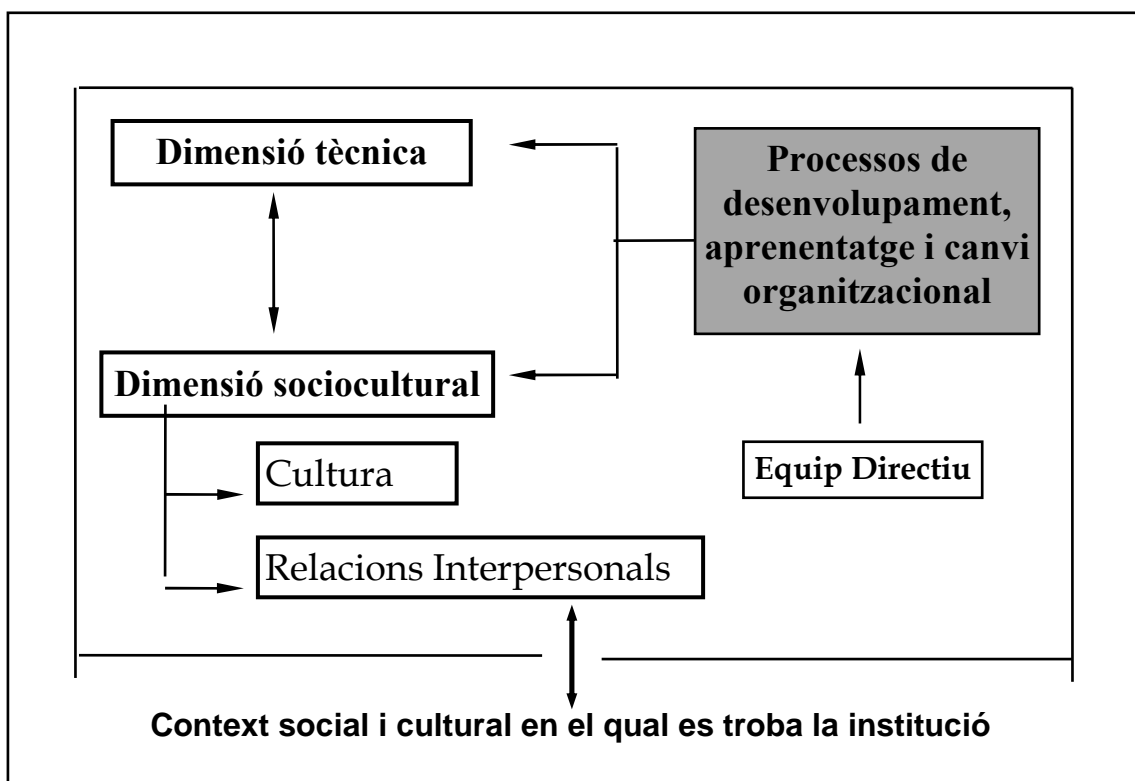 Dimensió tècnica
Processos de
desenvolupament,
aprenentatge i canvi
organitzacional
Dimensió sociocultural
Cultura
Equip Directiu
Relacions Interpersonals
Context social i cultural en el qual es troba la institució